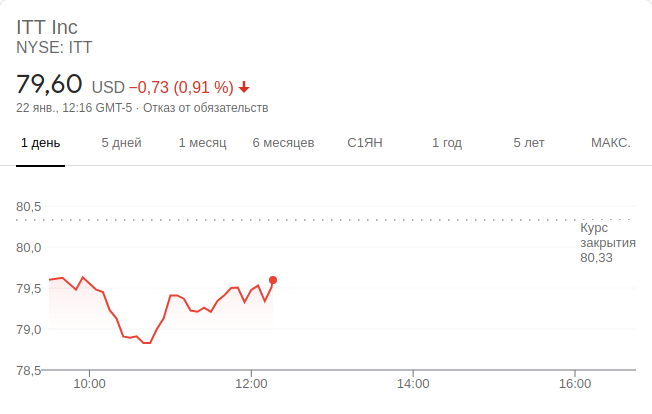 ITT Inc
NYSE: ITT
79,60 USD −0,73 (0,91 %)
22 янв., 12:16 GMT-5 · Отказ от обязательств
1 день 5 дней 1 месяц 6 месяцев С1ЯН 1 год 5 лет МАКС.
80,5
Курс
закрытия
80,33
80,0
79,5
79,0
78,5
10:00 12:00 14:00 16:00